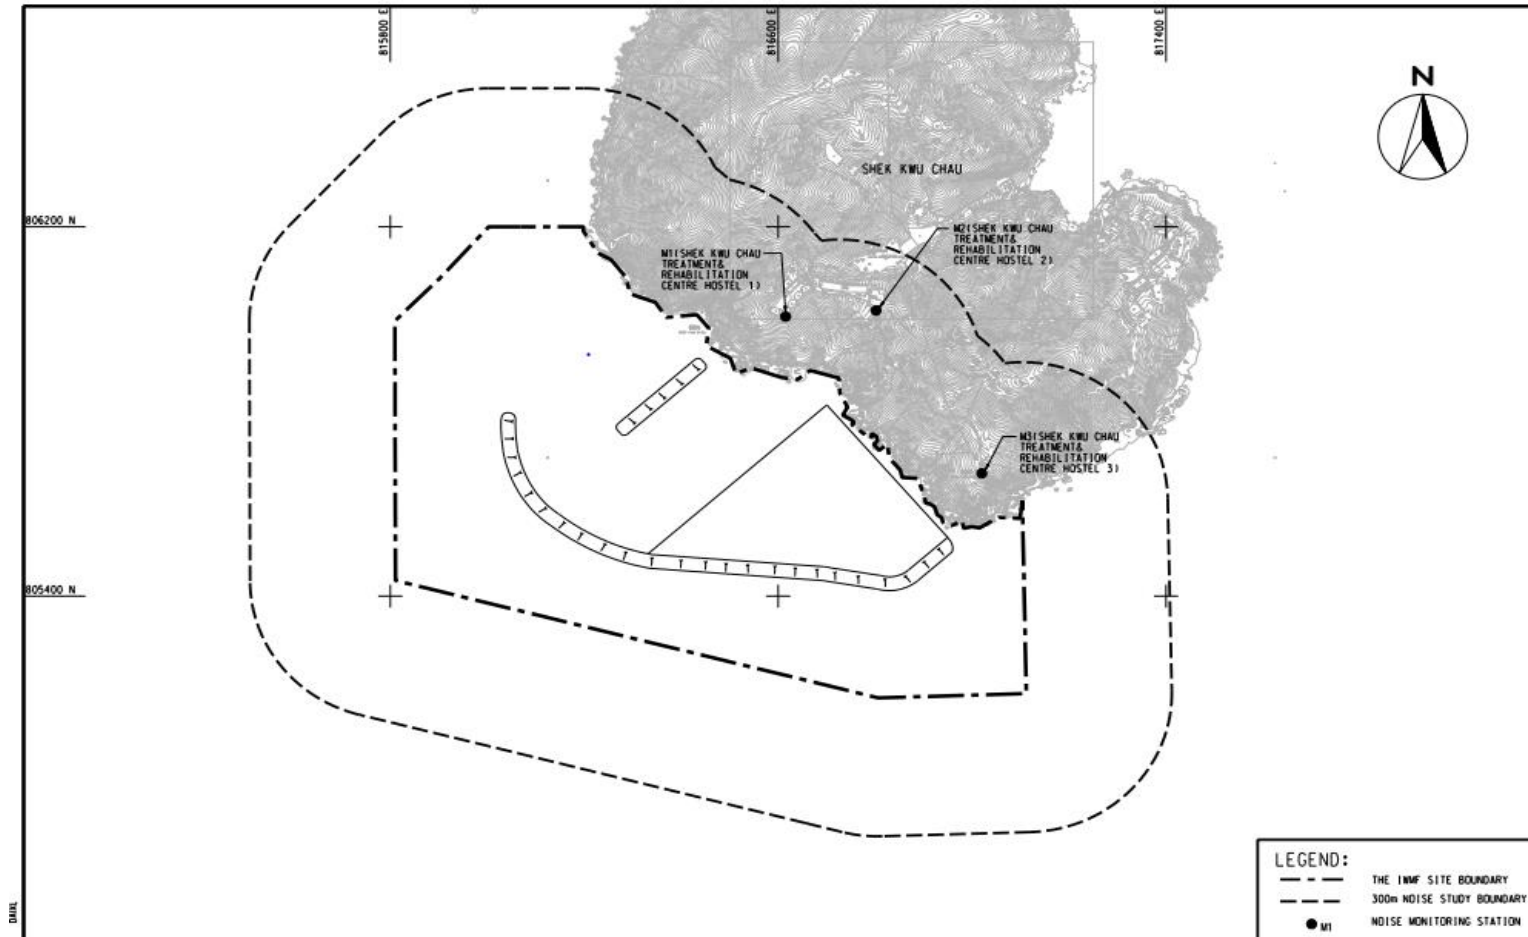 815800 E
816600 E
817400 E
N
SHEK KWU CHAU
806200 N
M2(SHEK KWU CHAU
TREATMENT&
REHABILITATION
CENTRE HOSTEL 2)
M1(SHEK KWU CHAU
TREATMENT&
REHABILITATION
CENTRE HOSTEL 1)
M3(SHEK KWU CHAU
TREATMENT&
REHABILITATION
CENTRE HOSTEL 3)
805400 N
LEGEND:
THE IWMF SITE BOUNDARY
300m NOISE STUDY BOUNDARY
M1 NOISE MONITORING STATION